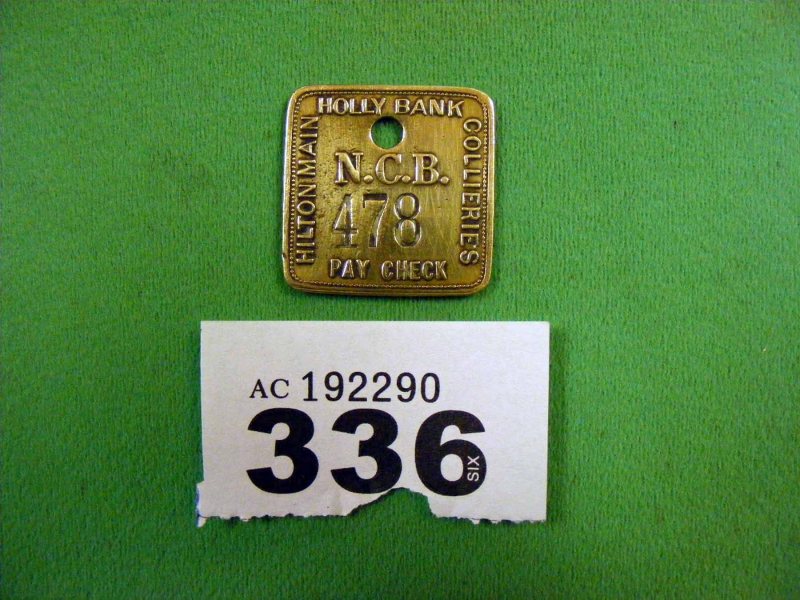 HILTON MAIN
HOLLY BANK
COLLIERIES
N.C.B.
478
PAY CHECK
AC 192290
336
SIX